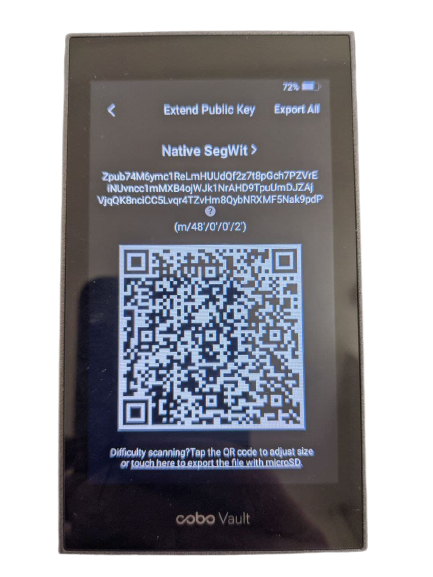 72%
Extend Public Key
Export All
Native SegWit >
Zpub74M6ymc1ReLmHUUdQf2z7t8pGch7PZVrE
iNUvncc1mMXB4ojWJk1NrAHD9TpuUmDJZAj
VjqQK8nciCC5Lvqr4TZvHm8QybNRXMF5Nak9pdP
?
(m/48'/0'/0'/2')
Difficulty scanning?Tap the QR code to adjust size
or touch here to export the file with microSD.
cobo Vault